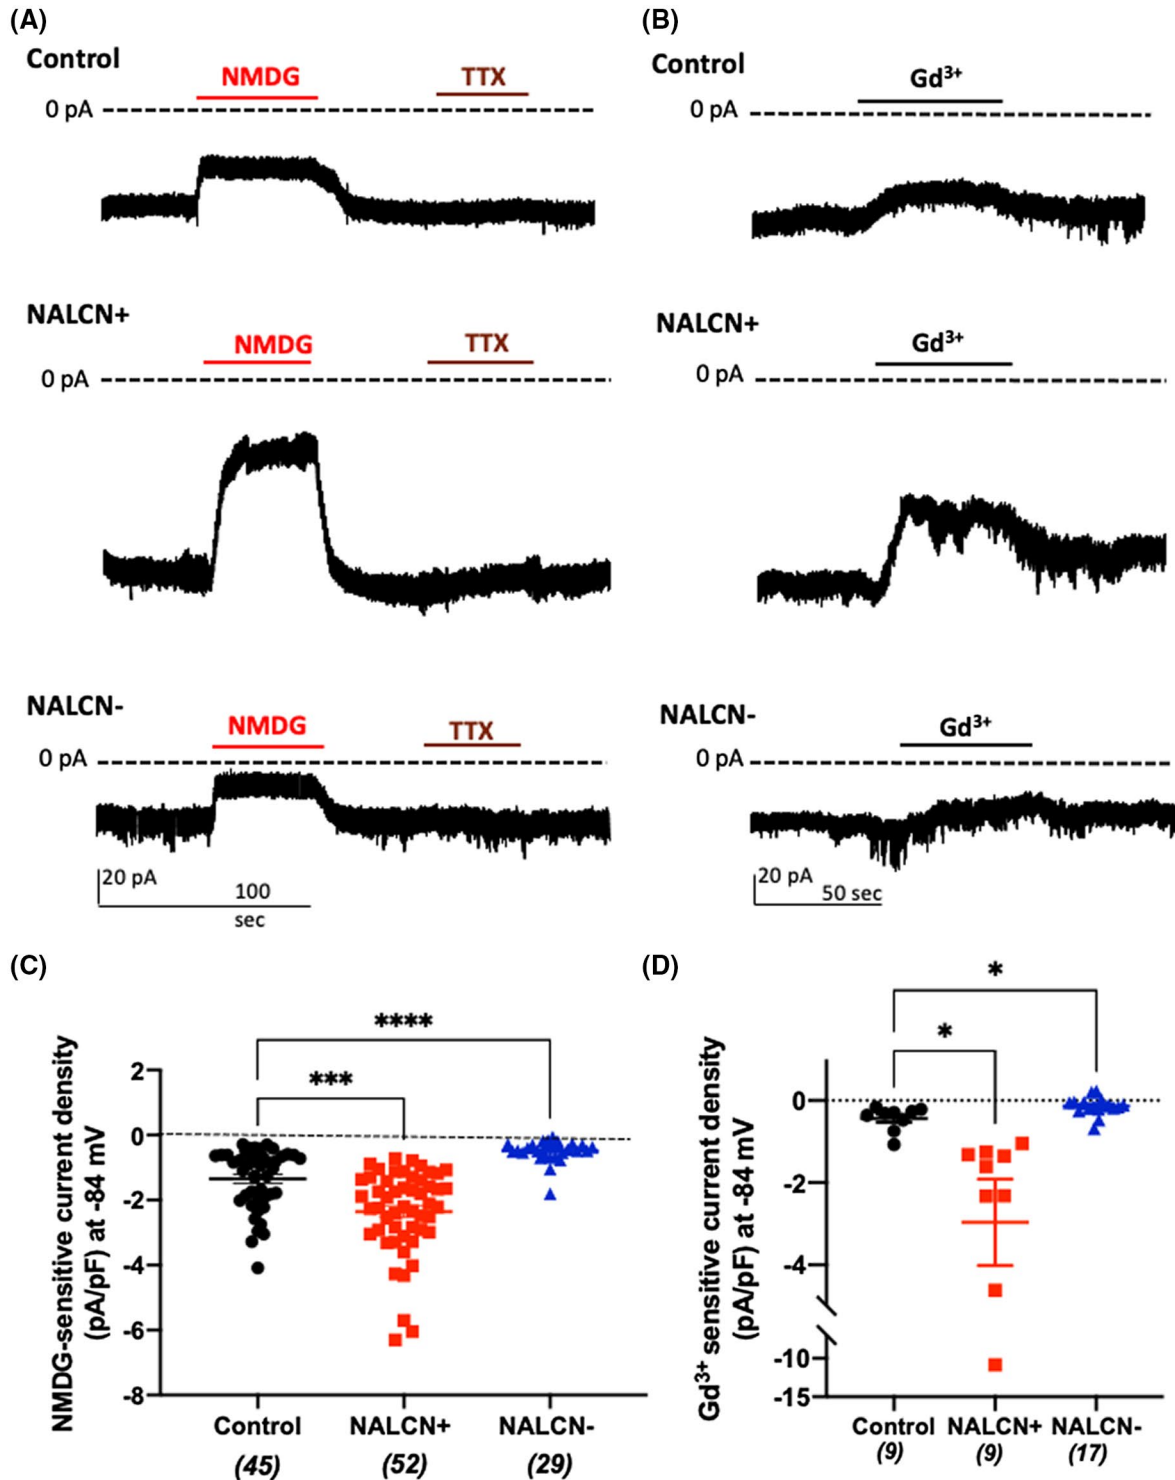 (A)
Control
NMDG
TTX
0 pA
NALCN+
NMDG
TTX
0 pA
NALCN-
NMDG
TTX
0 pA
20 pA
100
sec
(B)
Control
Gd³⁺
0 pA
NALCN+
Gd³⁺
0 pA
NALCN-
Gd³⁺
0 pA
20 pA
50 sec
(C)
NMDG-sensitive current density
(pA/pF) at -84 mV
****
***
2
0
-2
-4
-6
-8
Control
NALCN+
NALCN-
(45)
(52)
(29)
(D)
Gd³⁺ sensitive current density
(pA/pF) at -84 mV
*
*
0
-2
-4
-10
-15
Control
NALCN+
NALCN-
(9)
(9)
(17)